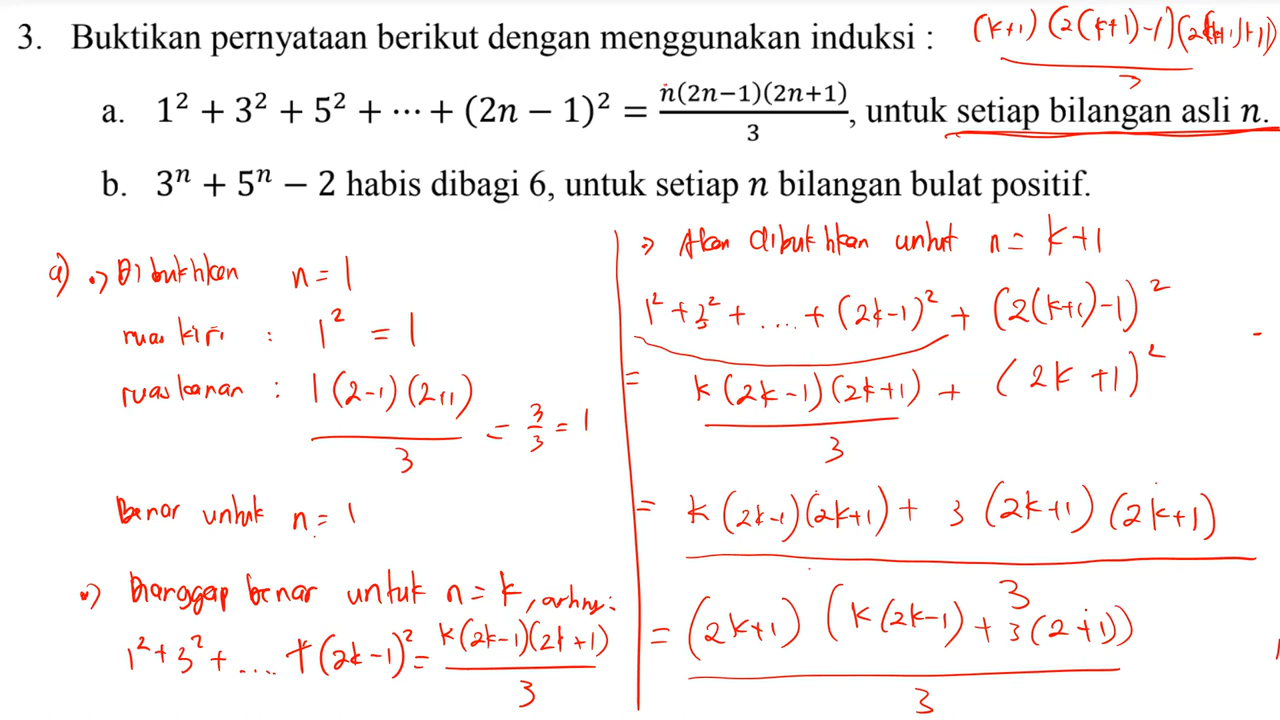 3. Buktikan pernyataan berikut dengan menggunakan induksi :
(k+1)(2(k+1)-1)(2(k+1)+1)
3
a. 1² + 3² + 5² + ⋯ + (2n − 1)² = n(2n−1)(2n+1)/3, untuk setiap bilangan asli n.
b. 3ⁿ + 5ⁿ − 2 habis dibagi 6, untuk setiap n bilangan bulat positif.
a) •) Dibuktikan n = 1
ruas kiri : 1² = 1
ruas kanan : 1(2-1)(2+1)/3 = 3/3 = 1
Benar untuk n = 1
•) Dianggap benar untuk n = k, artinya:
1² + 3² + .... + (2k-1)² = k(2k-1)(2k+1)/3
⇒ Akan dibuktikan untuk n = k+1
1² + 3² + .... + (2k-1)² + (2(k+1)-1)²
= k(2k-1)(2k+1)/3 + (2k+1)²
= k(2k-1)(2k+1) + 3(2k+1)(2k+1)
3
= (2k+1)(k(2k-1) + 3(2+1))
3